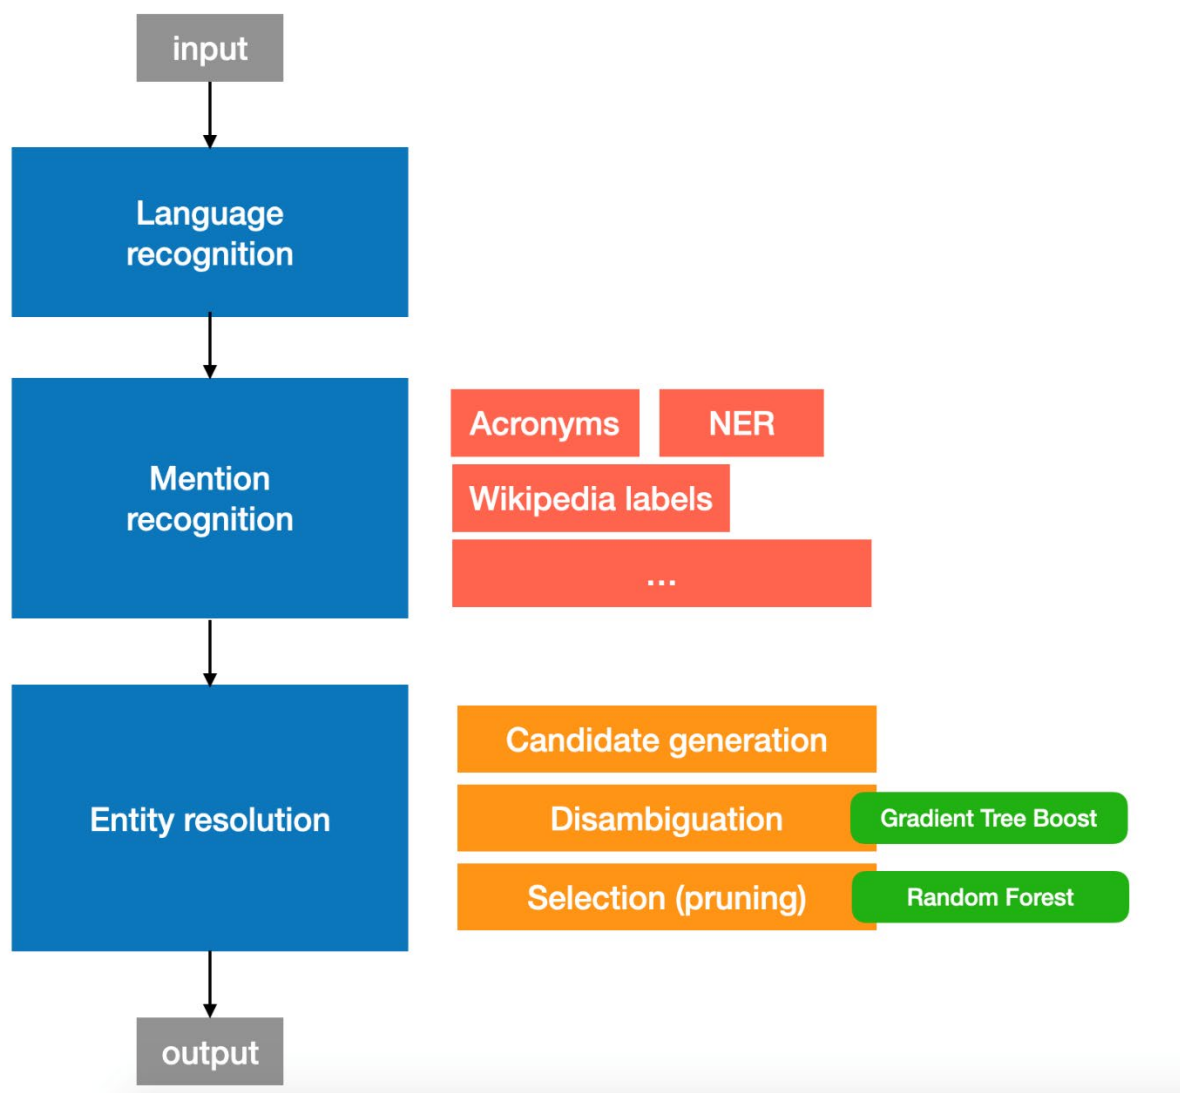 input
Language
recognition
Mention
recognition
Acronyms
NER
Wikipedia labels
...
Entity resolution
Candidate generation
Disambiguation
Gradient Tree Boost
Selection (pruning)
Random Forest
output